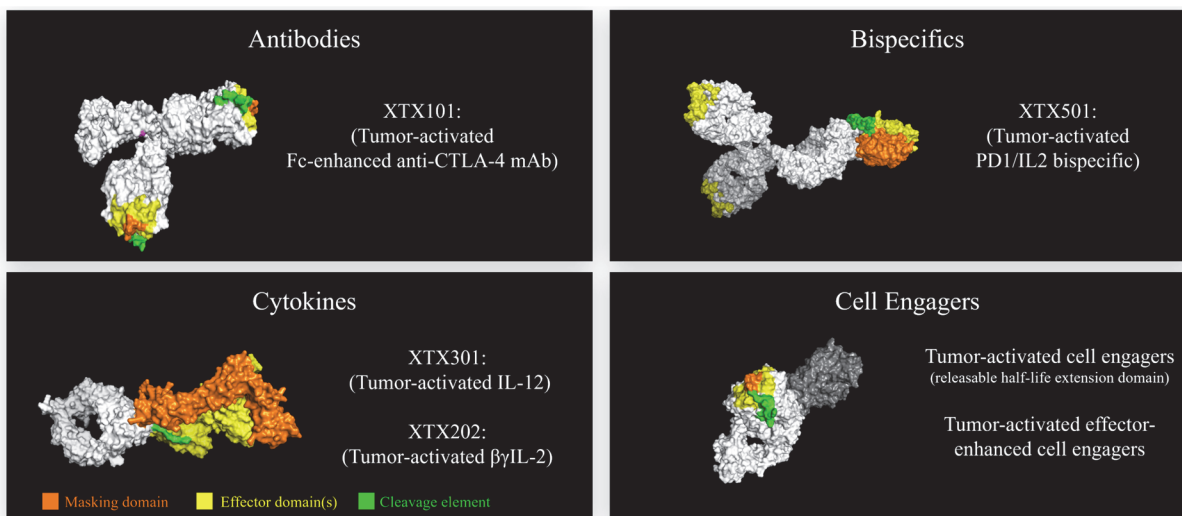 Antibodies
XTX101:
(Tumor-activated
Fc-enhanced anti-CTLA-4 mAb)
Bispecifics
XTX501:
(Tumor-activated
PD1/IL2 bispecific)
Cytokines
XTX301:
(Tumor-activated IL-12)
XTX202:
(Tumor-activated βγIL-2)
Masking domain
Effector domain(s)
Cleavage element
Cell Engagers
Tumor-activated cell engagers
(releasable half-life extension domain)
Tumor-activated effector-
enhanced cell engagers